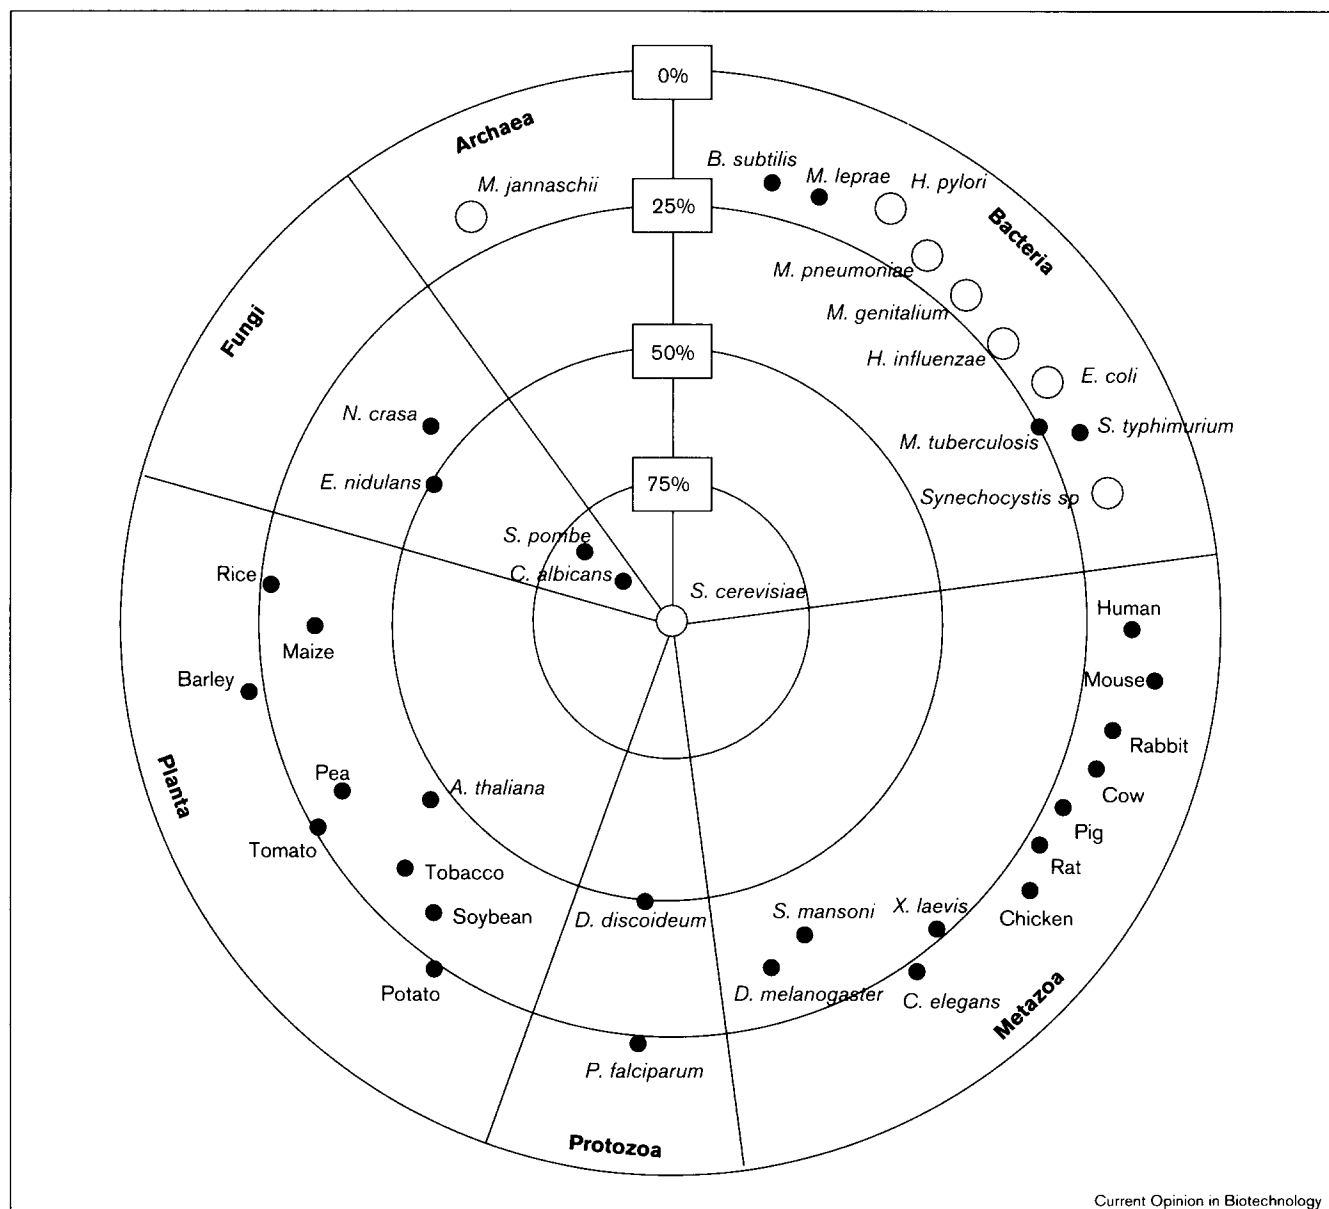 0%
Archaea
B. subtilis
M. leprae
H. pylori
M. jannaschii
25%
Bacteria
M. pneumoniae
M. genitalium
Fungi
50%
H. influenzae
E. coli
N. crasa
M. tuberculosis
S. typhimurium
E. nidulans
75%
Synechocystis sp
S. pombe
Rice
C. albicans
S. cerevisiae
Human
Maize
Barley
Mouse
Rabbit
Pea
A. thaliana
Cow
Planta
Pig
Tomato
Rat
Tobacco
Soybean
D. discoideum
S. mansoni
X. laevis
Chicken
Potato
D. melanogaster
C. elegans
Metazoa
P. falciparum
Protozoa
Current Opinion in Biotechnology